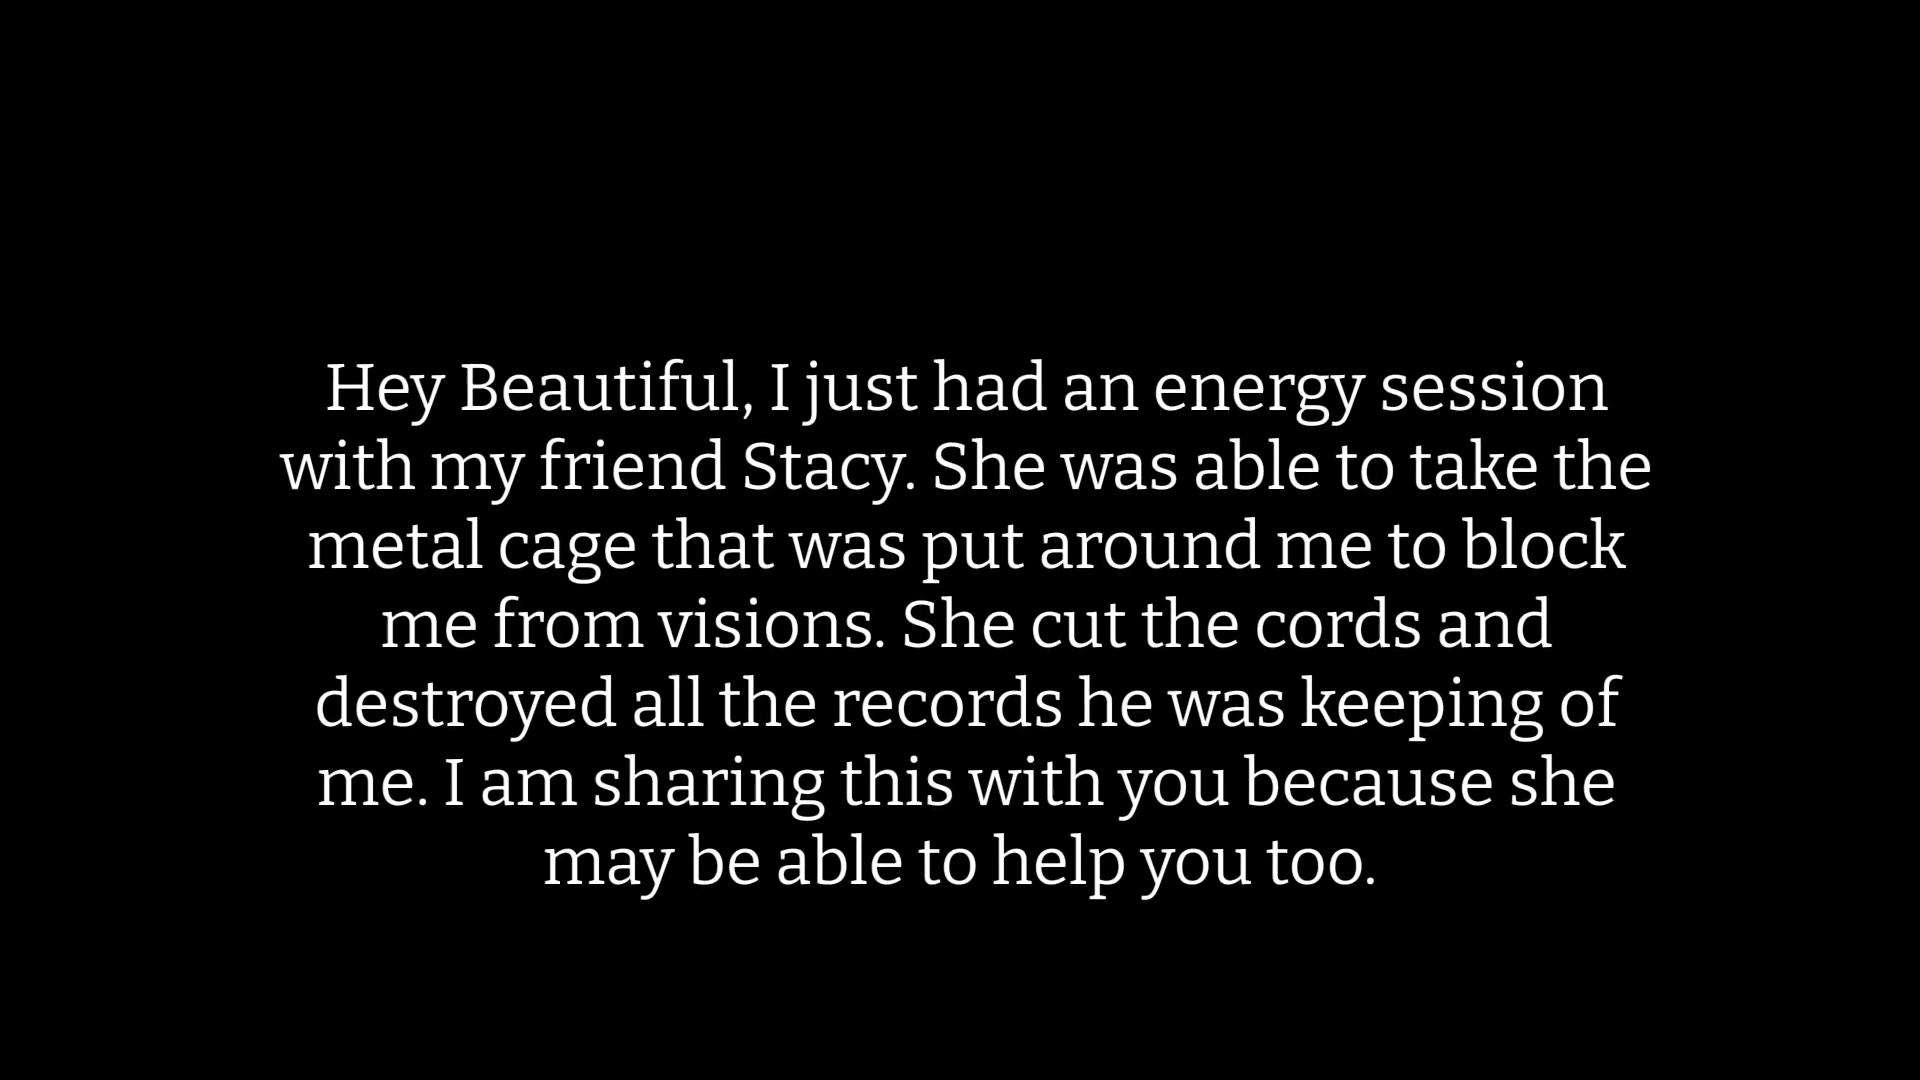 Hey Beautiful, I just had an energy session
with my friend Stacy. She was able to take the
metal cage that was put around me to block
me from visions. She cut the cords and
destroyed all the records he was keeping of
me. I am sharing this with you because she
may be able to help you too.